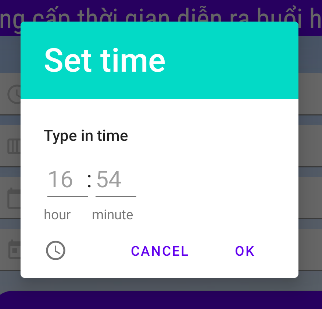 ng cấp thời gian diễn ra buổi h
Set time
Type in time
16 : 54
hour minute
CANCEL OK